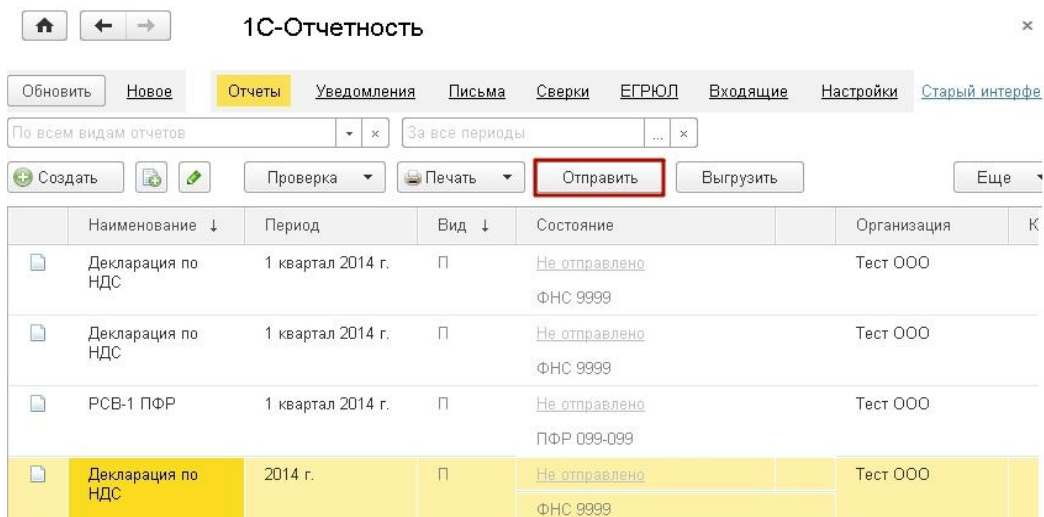 1С-Отчетность
Обновить Новое Отчеты Уведомления Письма Сверки ЕГРЮЛ Входящие Настройки Старый интерфе
По всем видам отчетов За все периоды ...
Создать Проверка Печать Отправить Выгрузить Еще
Наименование ↓ Период Вид ↓ Состояние Организация К
Декларация по 1 квартал 2014 г. П Не отправлено Тест ООО
НДС
ФНС 9999
Декларация по 1 квартал 2014 г. П Не отправлено Тест ООО
НДС
ФНС 9999
РСВ-1 ПФР 1 квартал 2014 г. П Не отправлено Тест ООО
ПФР 099-099
Декларация по 2014 г. П Не отправлено Тест ООО
НДС
ФНС 9999